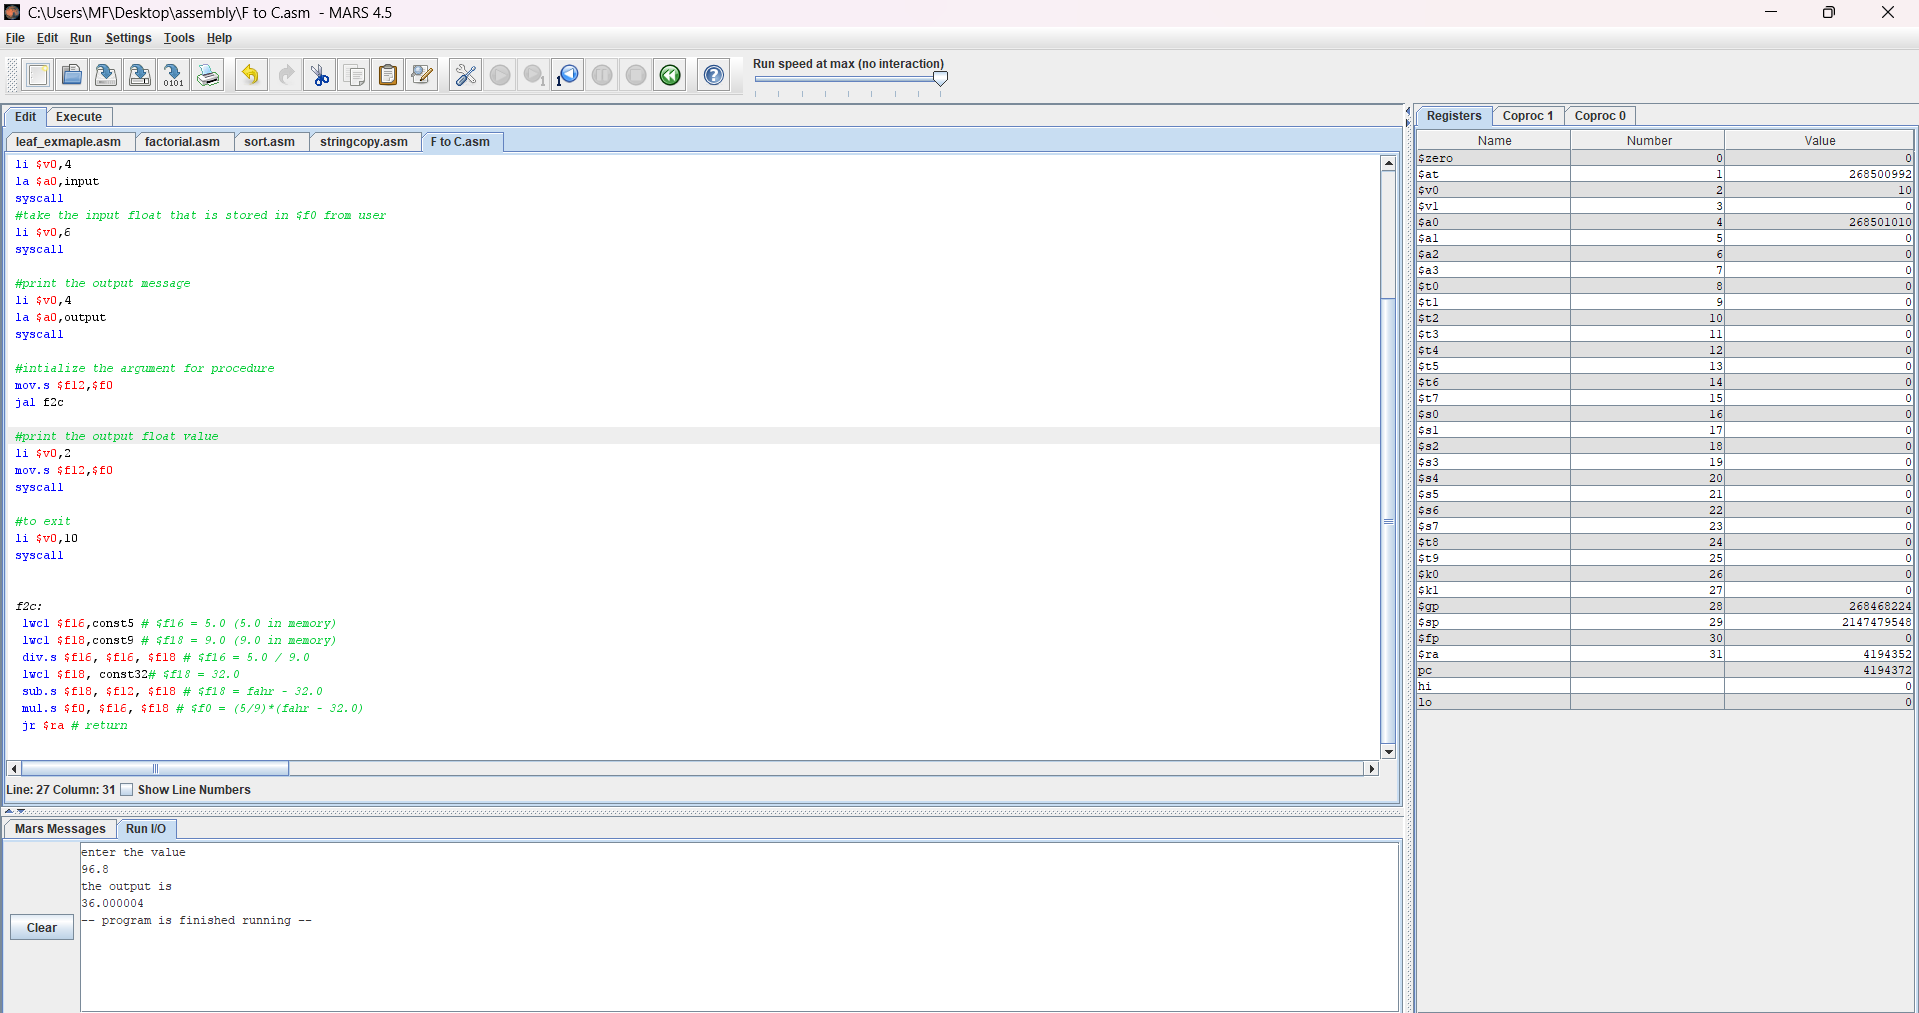 C:\Users\MF\Desktop\assembly\F to C.asm - MARS 4.5
File Edit Run Settings Tools Help
Run speed at max (no interaction)
Edit Execute
leaf_exmaple.asm factorial.asm sort.asm stringcopy.asm F to C.asm
li $v0,4
la $a0,input
syscall
#take the input float that is stored in $f0 from user
li $v0,6
syscall
#print the output message
li $v0,4
la $a0,output
syscall
#intialize the argument for procedure
mov.s $f12,$f0
jal f2c
#print the output float value
li $v0,2
mov.s $f12,$f0
syscall
#to exit
li $v0,10
syscall
f2c:
lwc1 $f16,const5 # $f16 = 5.0 (5.0 in memory)
lwc1 $f18,const9 # $f18 = 9.0 (9.0 in memory)
div.s $f16, $f16, $f18 # $f16 = 5.0 / 9.0
lwc1 $f18, const32# $f18 = 32.0
sub.s $f18, $f12, $f18 # $f18 = fahr - 32.0
mul.s $f0, $f16, $f18 # $f0 = (5/9)*(fahr - 32.0)
jr $ra # return
Line: 27 Column: 31 Show Line Numbers
Mars Messages Run I/O
Clear
enter the value
96.8
the output is
36.000004
-- program is finished running --
Registers Coproc 1 Coproc 0
Name Number Value
$zero 0 0
$at 1 268500992
$v0 2 10
$v1 3 0
$a0 4 268501010
$a1 5 0
$a2 6 0
$a3 7 0
$t0 8 0
$t1 9 0
$t2 10 0
$t3 11 0
$t4 12 0
$t5 13 0
$t6 14 0
$t7 15 0
$s0 16 0
$s1 17 0
$s2 18 0
$s3 19 0
$s4 20 0
$s5 21 0
$s6 22 0
$s7 23 0
$t8 24 0
$t9 25 0
$k0 26 0
$k1 27 0
$gp 28 268468224
$sp 29 2147479548
$fp 30 0
$ra 31 4194352
pc 4194372
hi 0
lo 0